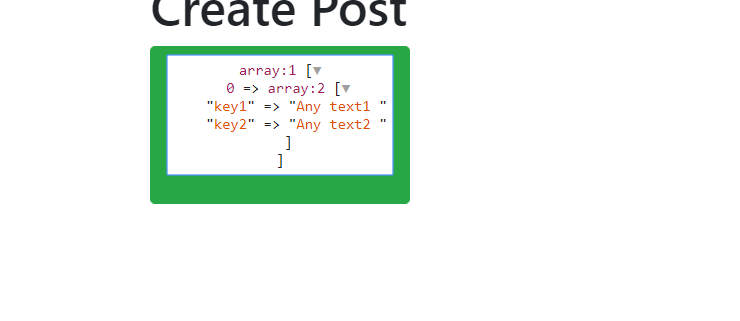 Create Post
array:1 [▼
0 => array:2 [▼
"key1" => "Any text1 "
"key2" => "Any text2 "
]
]